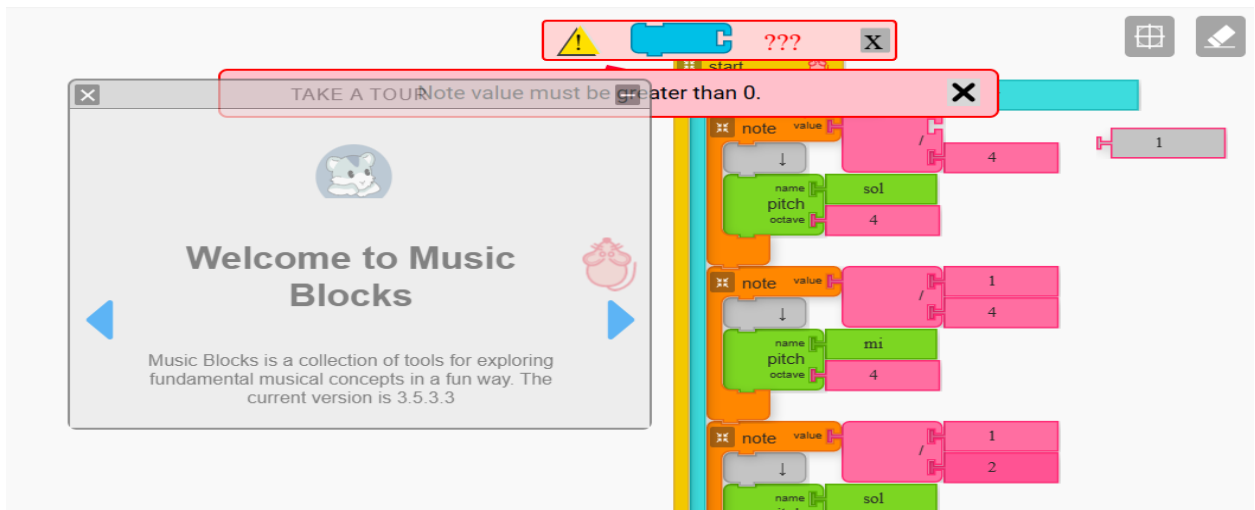 ??? X
start
TAKE A TOUR
Note value must be greater than 0.
note value / 4
1
↓
name sol
pitch
octave 4
Welcome to Music
Blocks
Music Blocks is a collection of tools for exploring
fundamental musical concepts in a fun way. The
current version is 3.5.3.3
note value 1
/ 4
↓
name mi
pitch
octave 4
note value 1
/ 2
↓
name sol